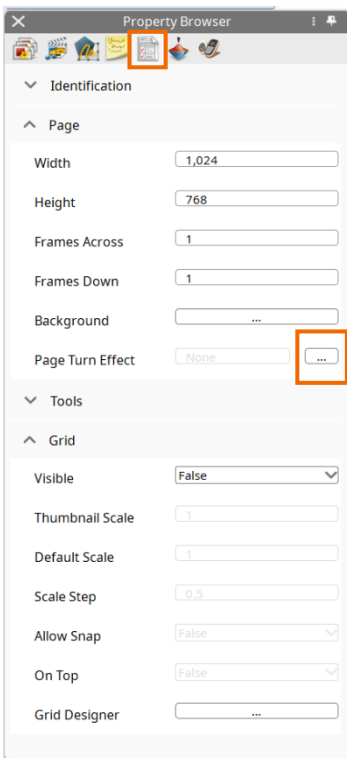 Property Browser
Identification
Page
Width 1,024
Height 768
Frames Across 1
Frames Down 1
Background ...
Page Turn Effect None ...
Tools
Grid
Visible False
Thumbnail Scale 1
Default Scale 1
Scale Step 0.5
Allow Snap False
On Top False
Grid Designer ...